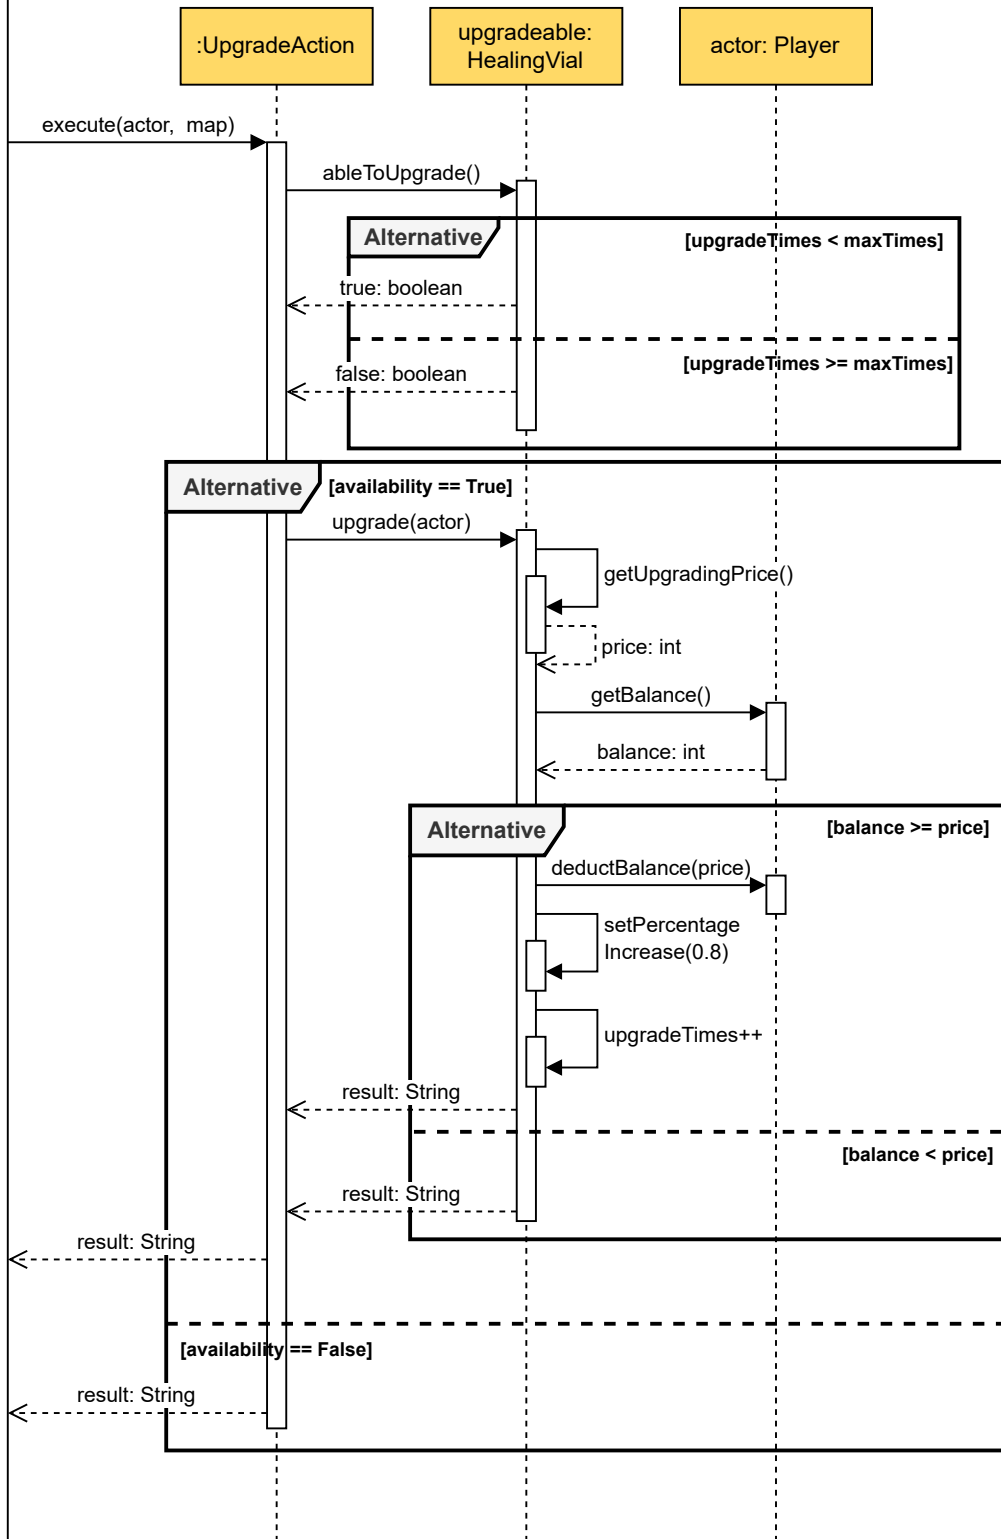 :UpgradeAction
upgradeable:
HealingVial
actor: Player
execute(actor, map)
ableToUpgrade()
Alternative
[upgradeTimes < maxTimes]
true: boolean
[upgradeTimes >= maxTimes]
false: boolean
Alternative
[availability == True]
upgrade(actor)
getUpgradingPrice()
price: int
getBalance()
balance: int
Alternative
[balance >= price]
deductBalance(price)
setPercentage
Increase(0.8)
upgradeTimes++
result: String
[balance < price]
result: String
result: String
[availability == False]
result: String